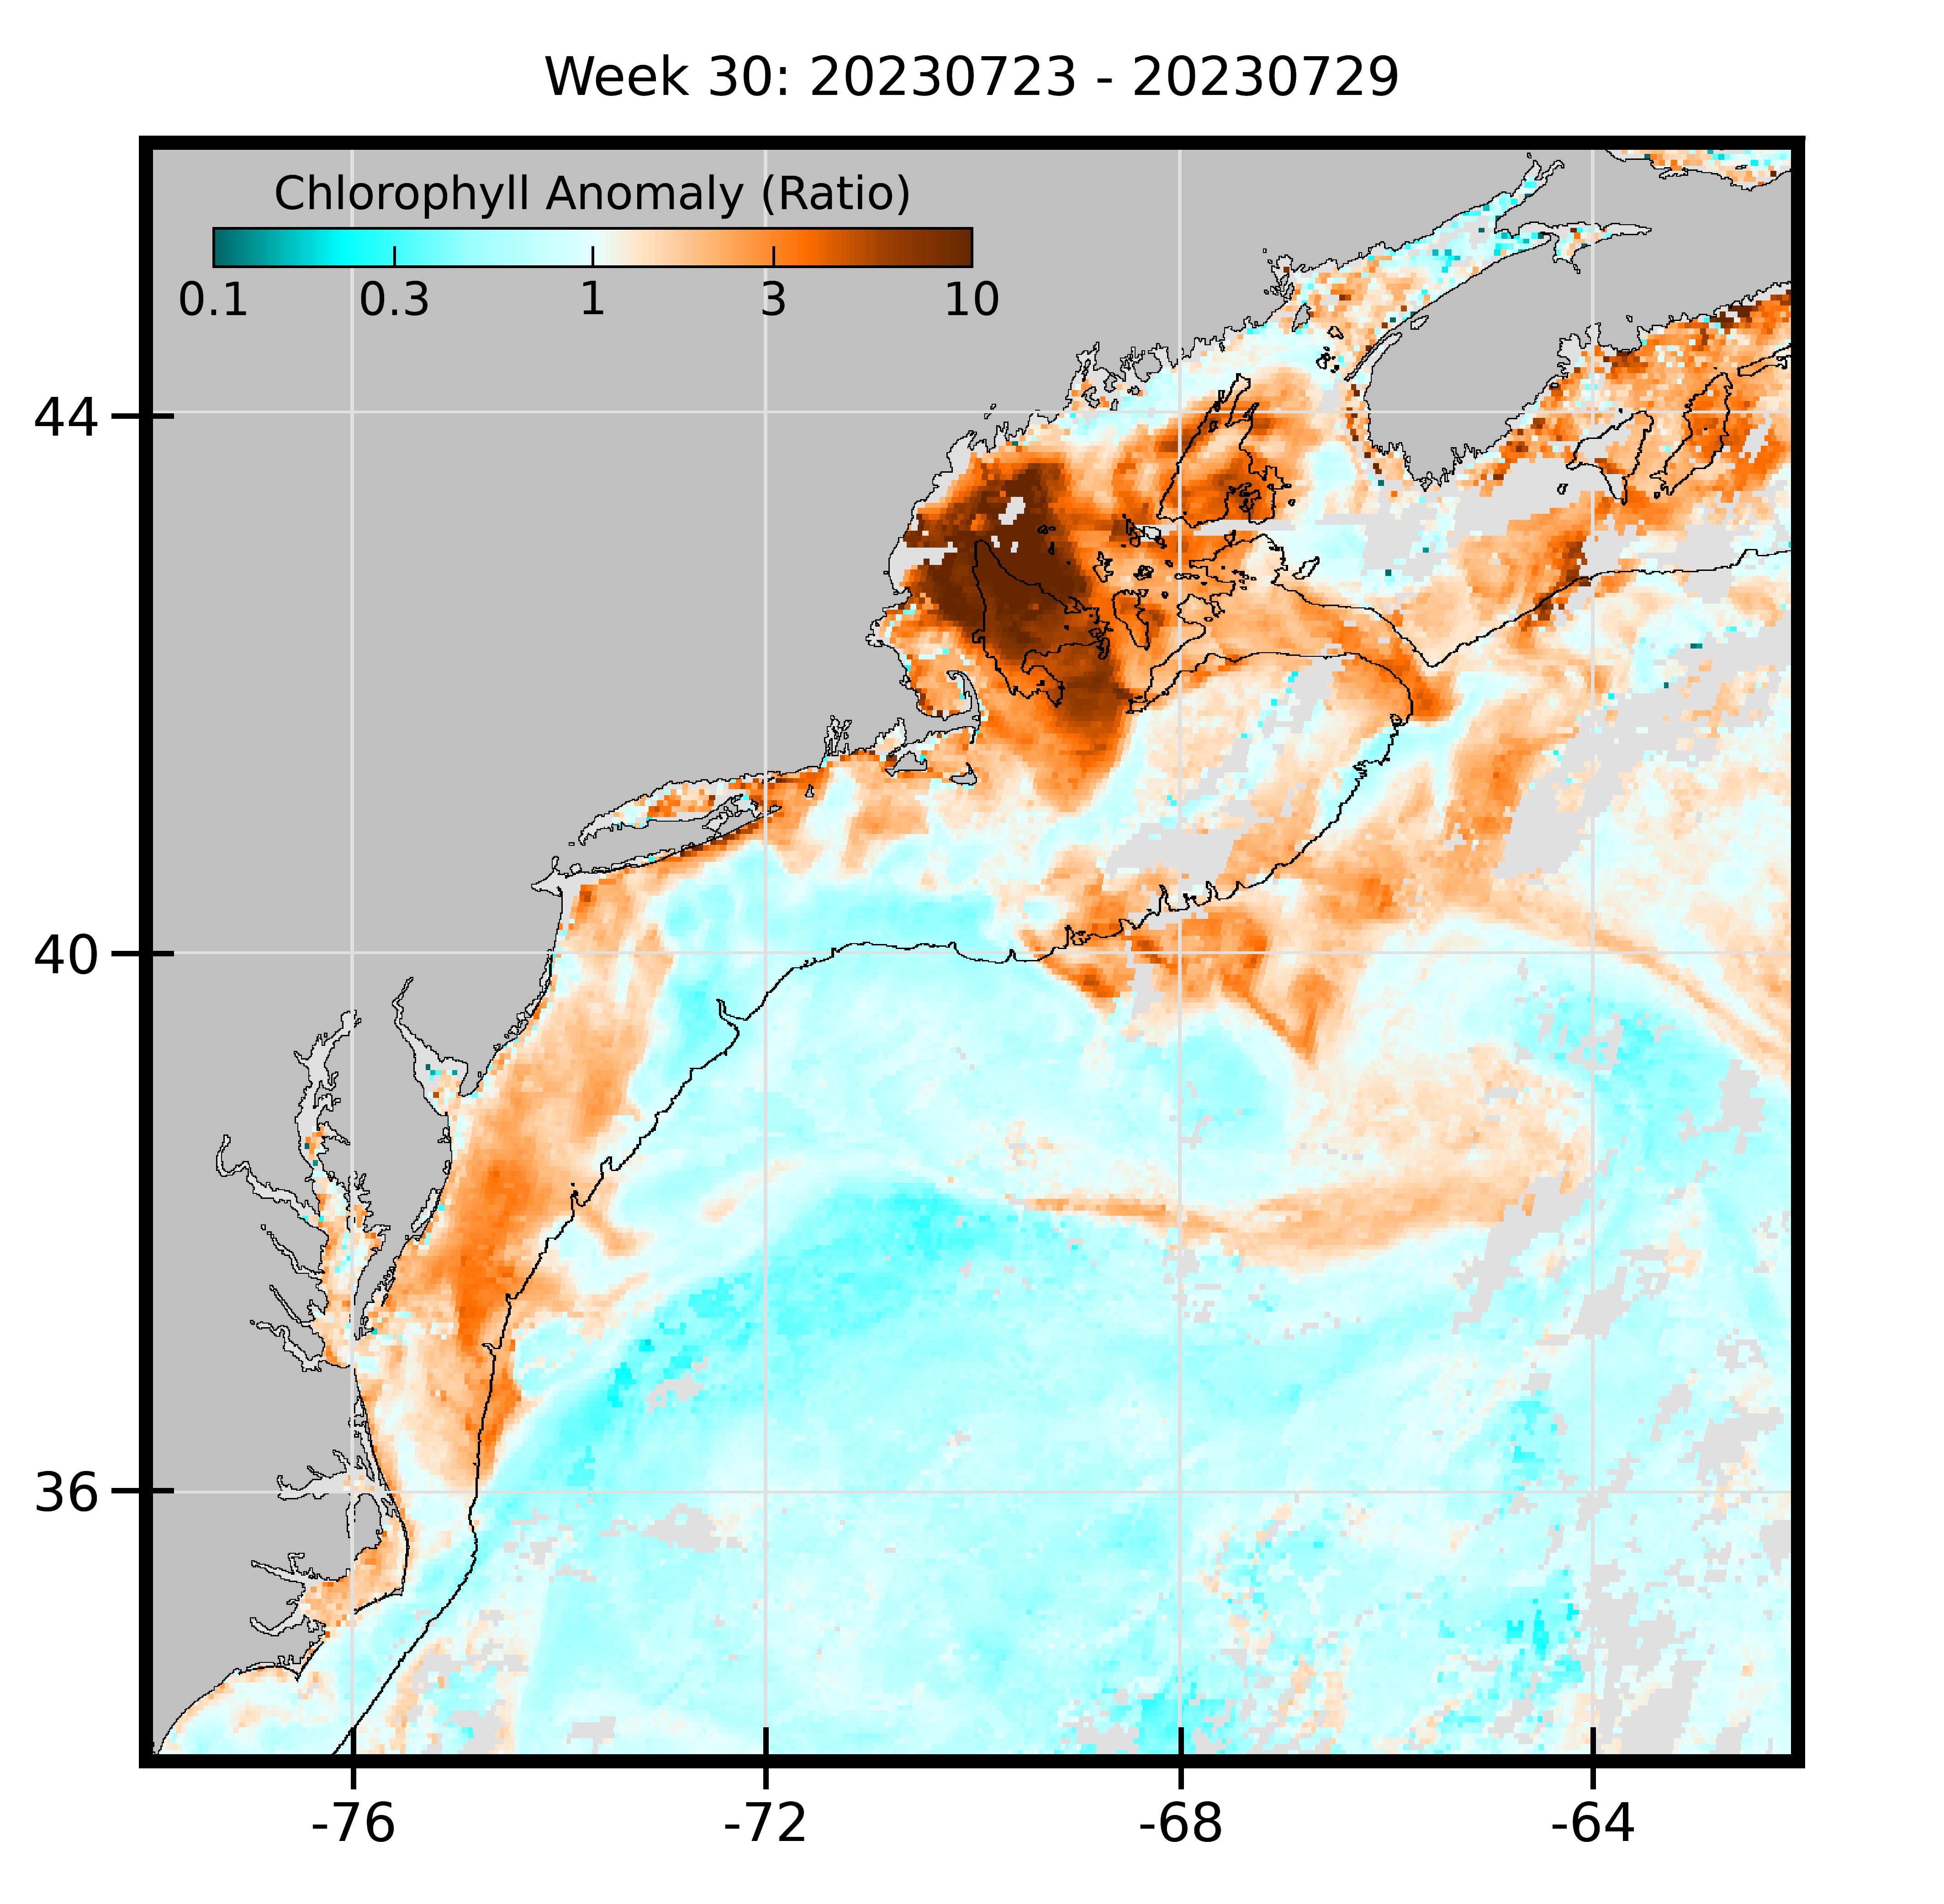 Week 30: 20230723 - 20230729
Chlorophyll Anomaly (Ratio)
0.1 0.3 1 3 10
44
40
36
-76 -72 -68 -64